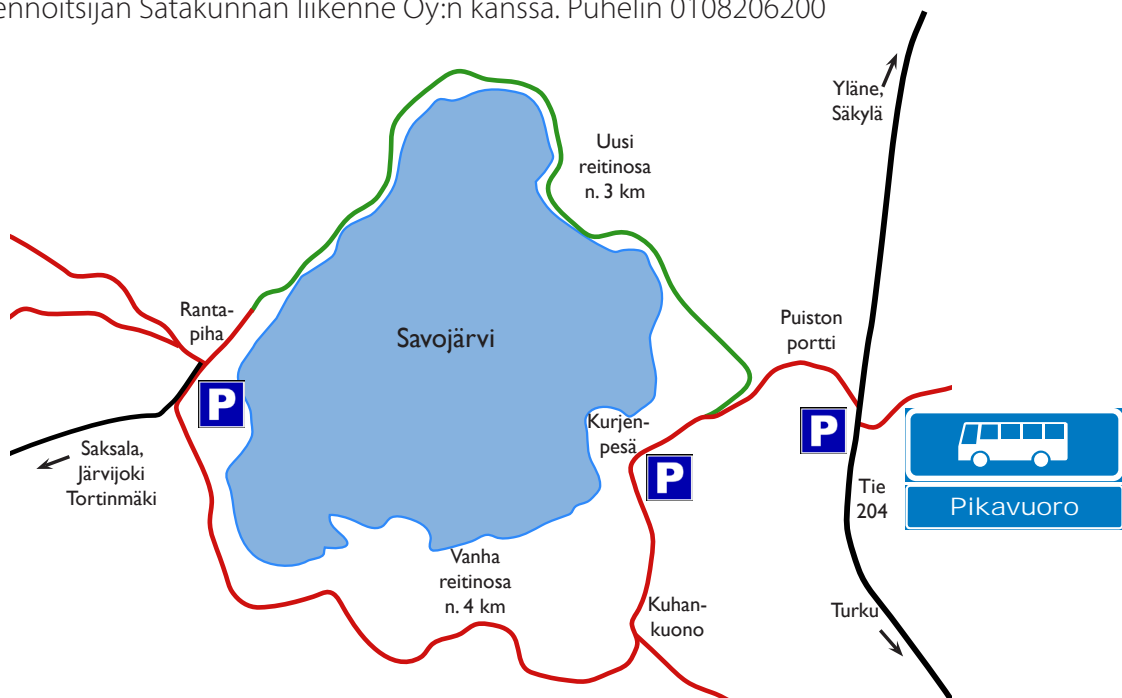 ennoitsijan Satakunnan liikenne Oy:n kanssa. Puhelin 0108206200
Yläne,
Säkylä
Uusi
reitinosa
n. 3 km
Ranta-
piha
Puiston
portti
Savojärvi
P
Kurjen-
pesä
P
P
Saksala,
Järvijoki
Tortinmäki
Tie
204
Pikavuoro
Vanha
reitinosa
n. 4 km
Kuhan-
kuono
Turku